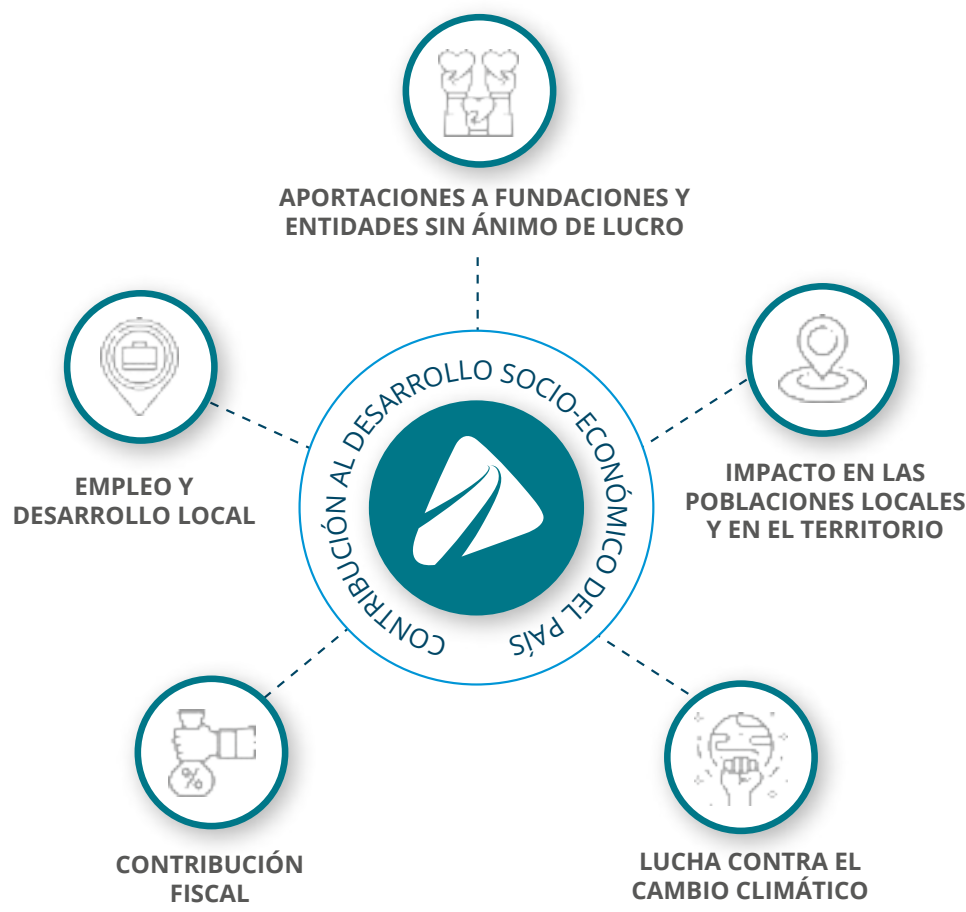 APORTACIONES A FUNDACIONES Y
ENTIDADES SIN ÁNIMO DE LUCRO
CONTRIBUCIÓN AL DESARROLLO SOCIO-ECONÓMICO DEL PAÍS
EMPLEO Y
DESARROLLO LOCAL
IMPACTO EN LAS
POBLACIONES LOCALES
Y EN EL TERRITORIO
%
CONTRIBUCIÓN
FISCAL
LUCHA CONTRA EL
CAMBIO CLIMÁTICO